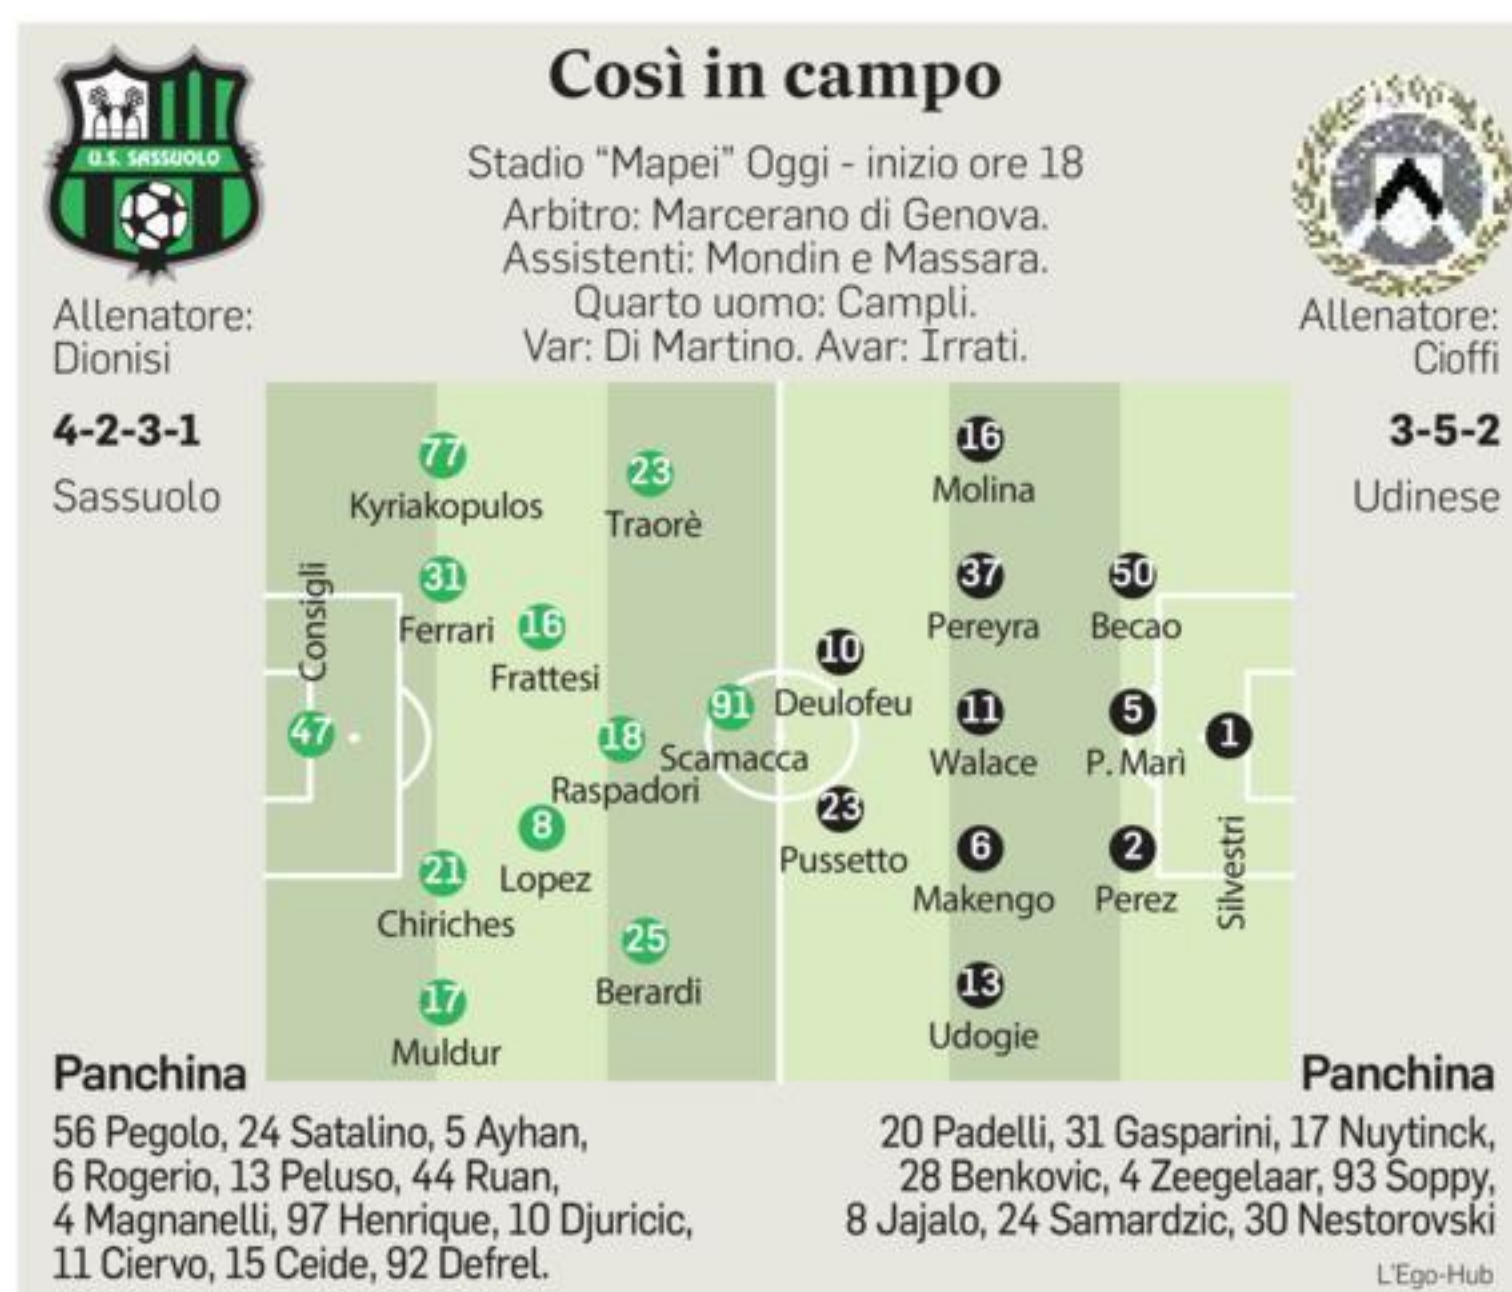 Così in campo
U.S. SASSUOLO
Stadio “Mapei” Oggi - inizio ore 18
Arbitro: Marcerano di Genova.
Assistenti: Mondin e Massara.
Quarto uomo: Campli.
Var: Di Martino. Avar: Irrati.
Allenatore:
Dionisi
4-2-3-1
Sassuolo
Allenatore:
Cioffi
3-5-2
Udinese
47
Consigli
77
Kyriakopulos
31
Ferrari
21
Chiriches
17
Muldur
16
Frattesi
8
Lopez
23
Traorè
18
Raspadori
25
Berardi
91
Scamacca
10
Deulofeu
23
Pussetto
16
Molina
37
Pereyra
11
Walace
6
Makengo
13
Udogie
50
Becao
5
P. Marì
2
Perez
1
Silvestri
Panchina
56 Pegolo, 24 Satalino, 5 Ayhan,
6 Rogerio, 13 Peluso, 44 Ruan,
4 Magnanelli, 97 Henrique, 10 Djuricic,
11 Ciervo, 15 Ceide, 92 Defrel.
Panchina
20 Padelli, 31 Gasparini, 17 Nuytinck,
28 Benkovic, 4 Zeegelaar, 93 Soppy,
8 Jajalo, 24 Samardzic, 30 Nestorovski
L'Ego-Hub